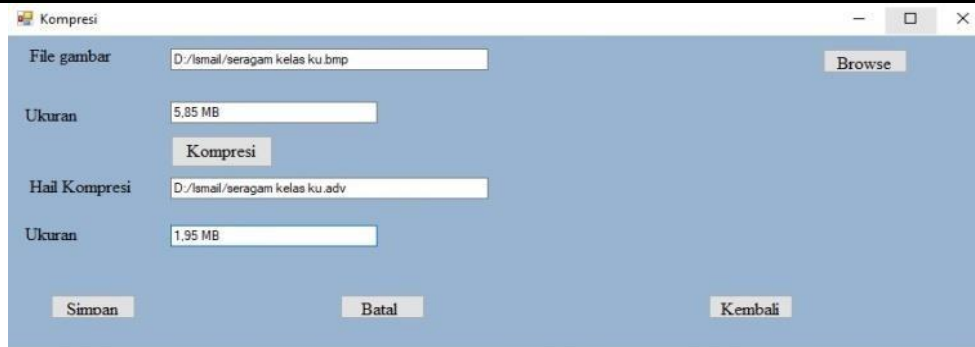 Kompresi
File gambar D:/Ismail/seragam kelas ku.bmp Browse
Ukuran 5,85 MB
Kompresi
Hail Kompresi D:/Ismail/seragam kelas ku.adv
Ukuran 1,95 MB
Simpan Batal Kembali